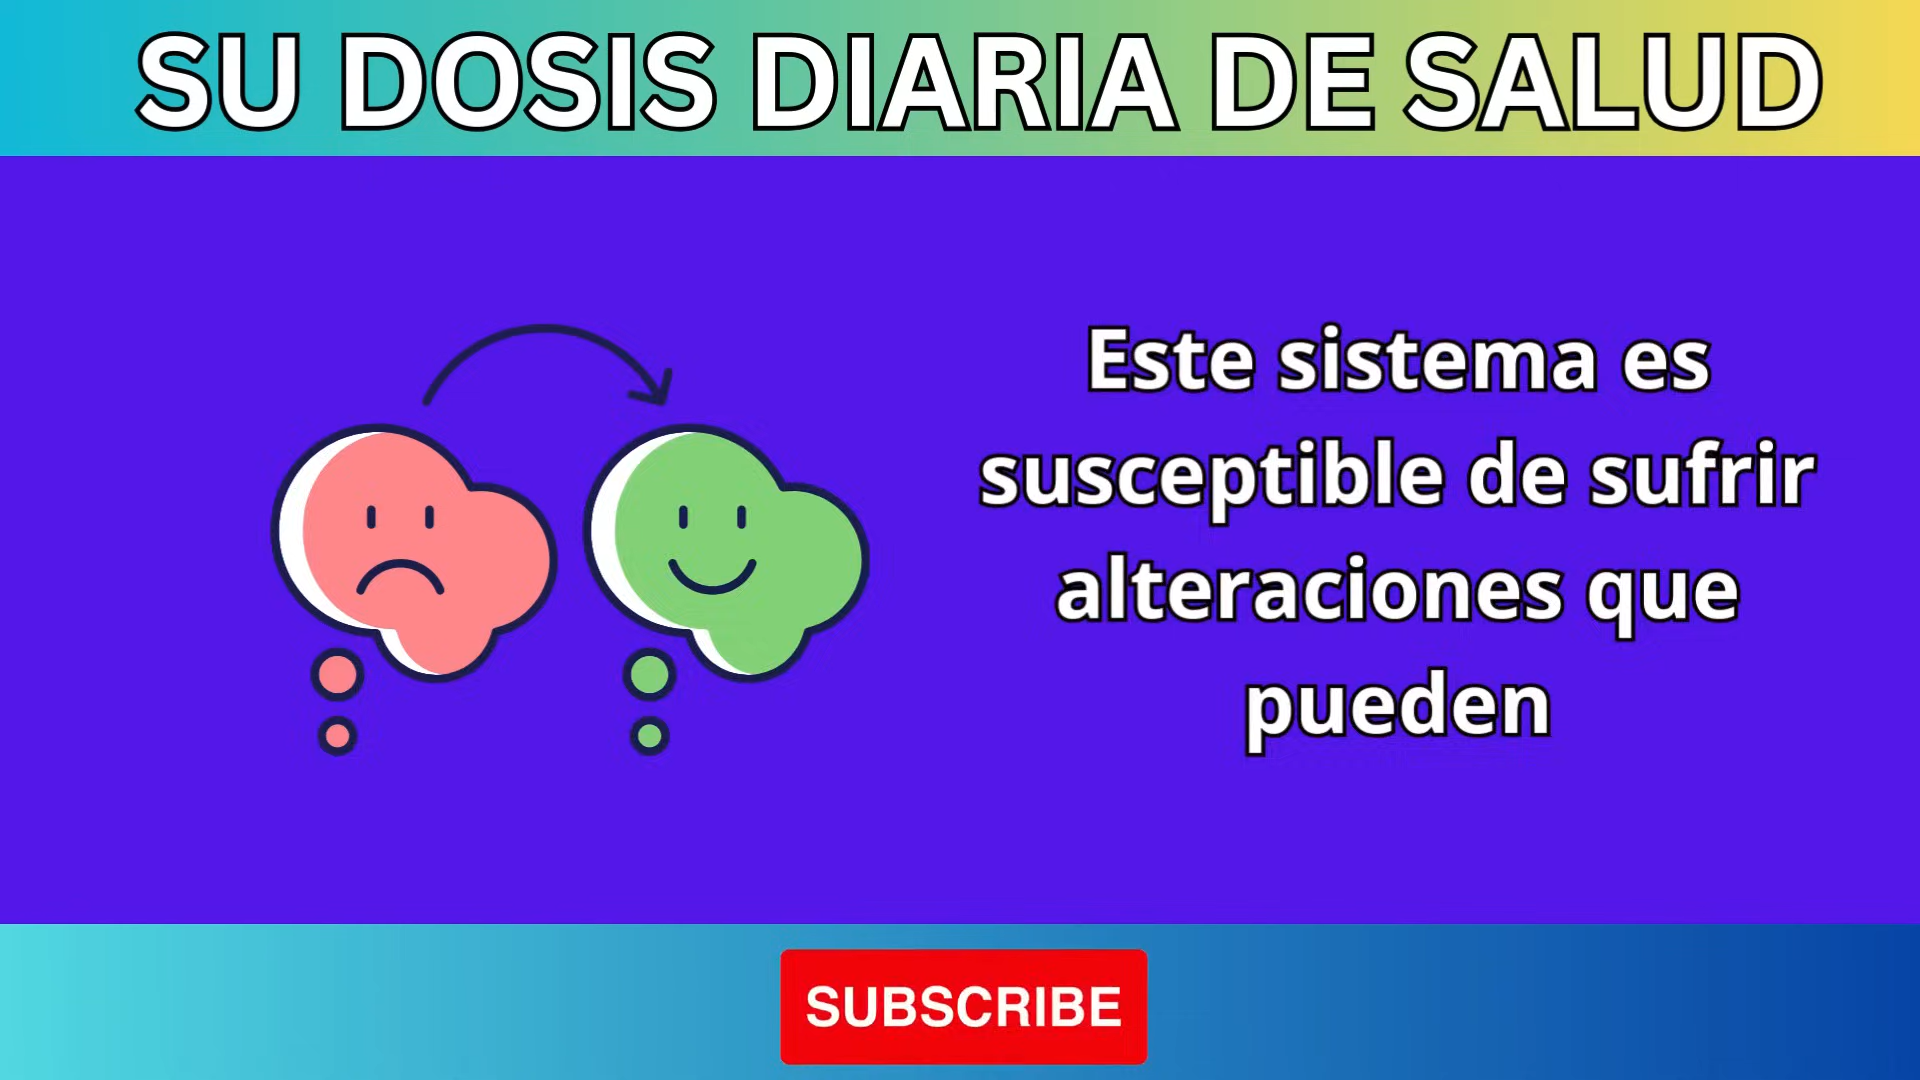 SU DOSIS DIARIA DE SALUD
Este sistema es
susceptible de sufrir
alteraciones que
pueden
SUBSCRIBE